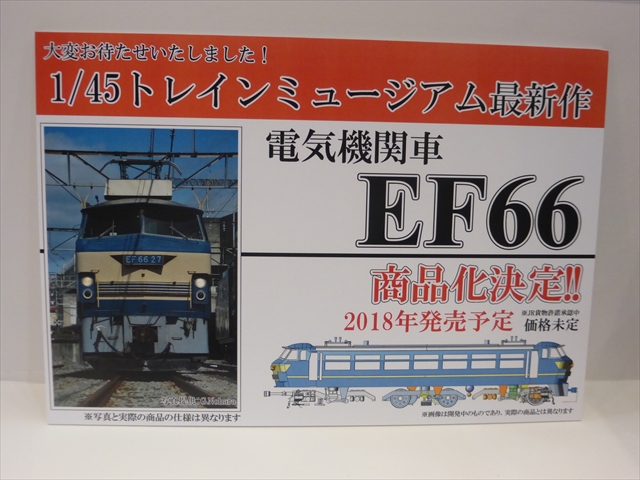 大変お待たせいたしました！
1/45トレインミュージアム最新作
電気機関車
EF66
EF66 27
商品化決定!!
2018年発売予定
※JR貨物許諾承認中
価格未定
※写真と実際の商品の仕様は異なります
※画像は開発中のものであり、実際の商品とは異なります